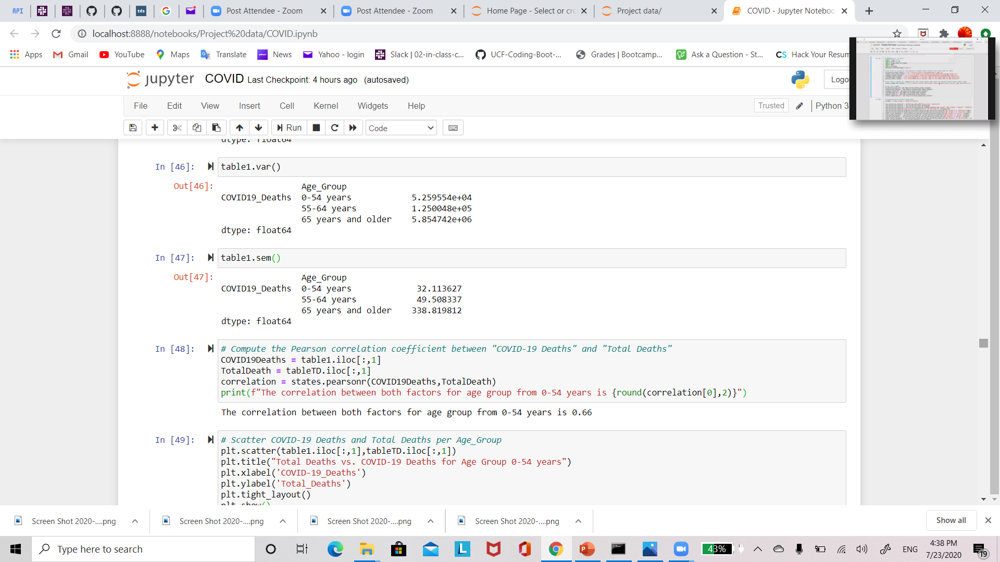 API
tds
Post Attendee - Zoom
Post Attendee - Zoom
Home Page - Select or cre
Project data/
COVID - Jupyter Notebook
localhost:8888/notebooks/Project%20data/COVID.ipynb
Apps
Gmail
YouTube
Maps
Translate
News
Yahoo - login
Slack | 02-in-class-c...
UCF-Coding-Boot-...
Grades | Bootcamp...
Ask a Question - St...
CS Hack Your Resum
jupyter COVID Last Checkpoint: 4 hours ago (autosaved)
Logo
File Edit View Insert Cell Kernel Widgets Help
Trusted
Python 3
Run
Code
dtype: float64
In [46]: table1.var()
Out[46]: Age_Group
COVID19_Deaths 0-54 years 5.259554e+04
55-64 years 1.250048e+05
65 years and older 5.854742e+06
dtype: float64
In [47]: table1.sem()
Out[47]: Age_Group
COVID19_Deaths 0-54 years 32.113627
55-64 years 49.508337
65 years and older 338.819812
dtype: float64
In [48]: # Compute the Pearson correlation coefficient between "COVID-19 Deaths" and "Total Deaths"
COVID19Deaths = table1.iloc[:,1]
TotalDeath = tableTD.iloc[:,1]
correlation = states.pearsonr(COVID19Deaths,TotalDeath)
print(f"The correlation between both factors for age group from 0-54 years is {round(correlation[0],2)}")
The correlation between both factors for age group from 0-54 years is 0.66
In [49]: # Scatter COVID-19 Deaths and Total Deaths per Age_Group
plt.scatter(table1.iloc[:,1],tableTD.iloc[:,1])
plt.title("Total Deaths vs. COVID-19 Deaths for Age Group 0-54 years")
plt.xlabel('COVID-19_Deaths')
plt.ylabel('Total_Deaths')
plt.tight_layout()
plt.show()
Screen Shot 2020-....png
Screen Shot 2020-....png
Screen Shot 2020-....png
Screen Shot 2020-....png
Show all
Type here to search
43%
ENG
4:38 PM
7/23/2020
19